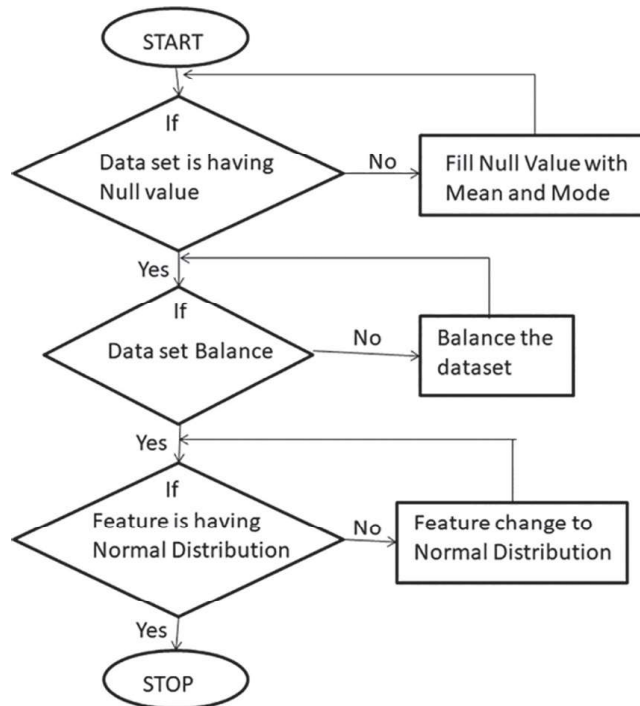 START
If
Data set is having
Null value
No
Fill Null Value with
Mean and Mode
Yes
If
Data set Balance
No
Balance the
dataset
Yes
If
Feature is having
Normal Distribution
No
Feature change to
Normal Distribution
Yes
STOP